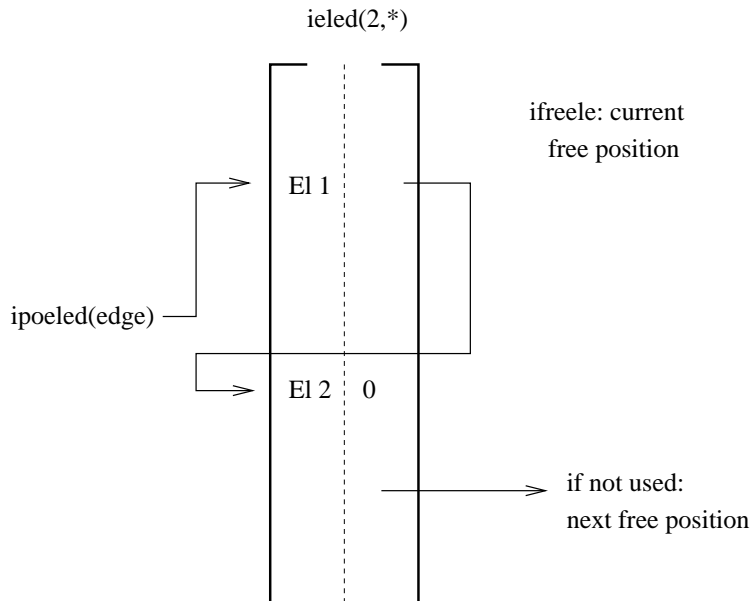 ieled(2,*)
ifreele: current
free position
El 1
ipoeled(edge)
El 2
0
if not used:
next free position